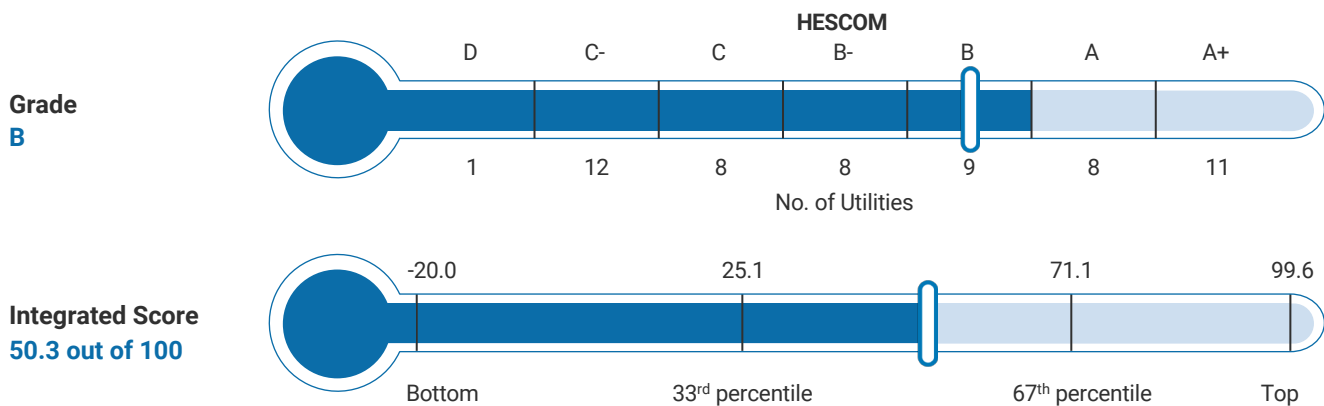 HESCOM
D C- C B- B A A+
Grade
B
1 12 8 8 9 8 11
No. of Utilities
-20.0 25.1 71.1 99.6
Integrated Score
50.3 out of 100
Bottom 33rd percentile 67th percentile Top